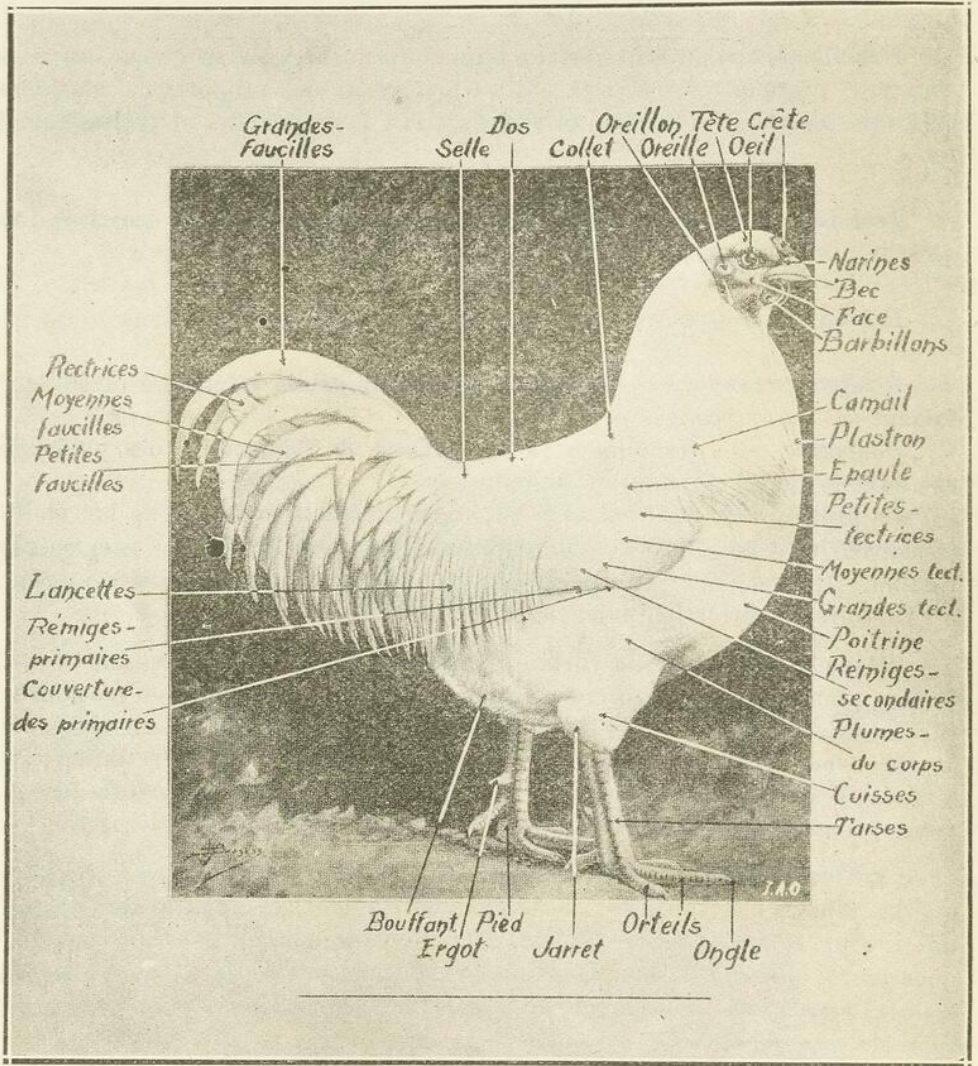 Grandes-
Faucilles
Selle
Dos
Collet
Oreillon
Oreille
Tête
Oeil
Crête
Narines
Bec
Face
Barbillons
Camail
Plastron
Epaule
Petites-
tectrices
Moyennes tect.
Grandes tect.
Poitrine
Rémiges-
secondaires
Plumes-
du corps
Cuisses
Tarses
Rectrices
Moyennes
faucilles
Petites
faucilles
Lancettes
Rémiges-
primaires
Couverture-
des primaires
Bouffant
Ergot
Pied
Jarret
Orteils
Ongle
J.A.O